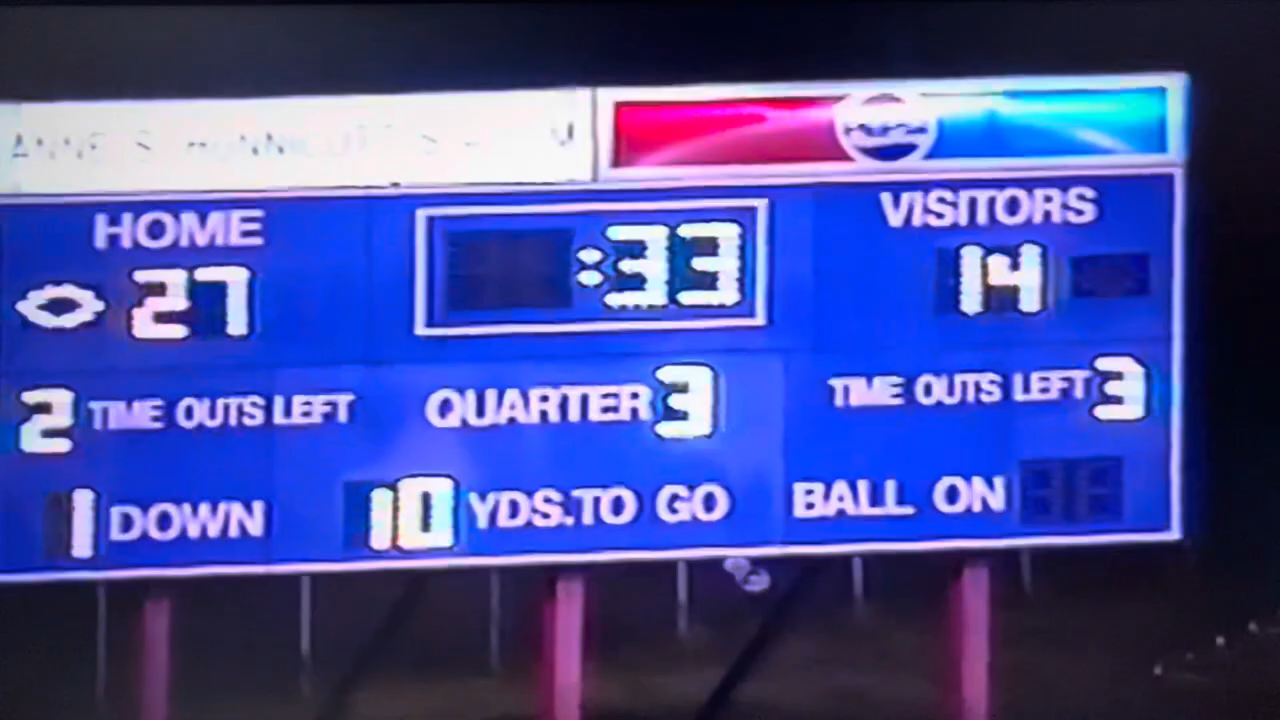 PEPSI
HOME :33 VISITORS
27 14
2 TIME OUTS LEFT QUARTER 3 TIME OUTS LEFT 3
1 DOWN 10 YDS.TO GO BALL ON